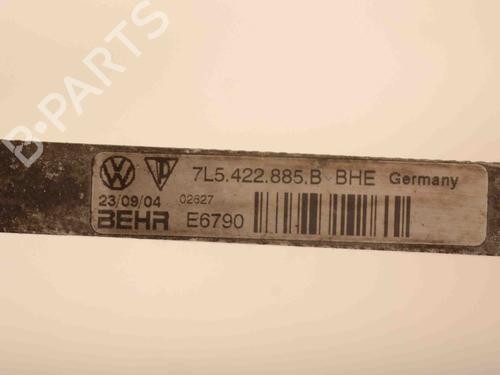 B-PARTS
7L5.422.885.B BHE Germany
23/09/04 02627
BEHR E6790